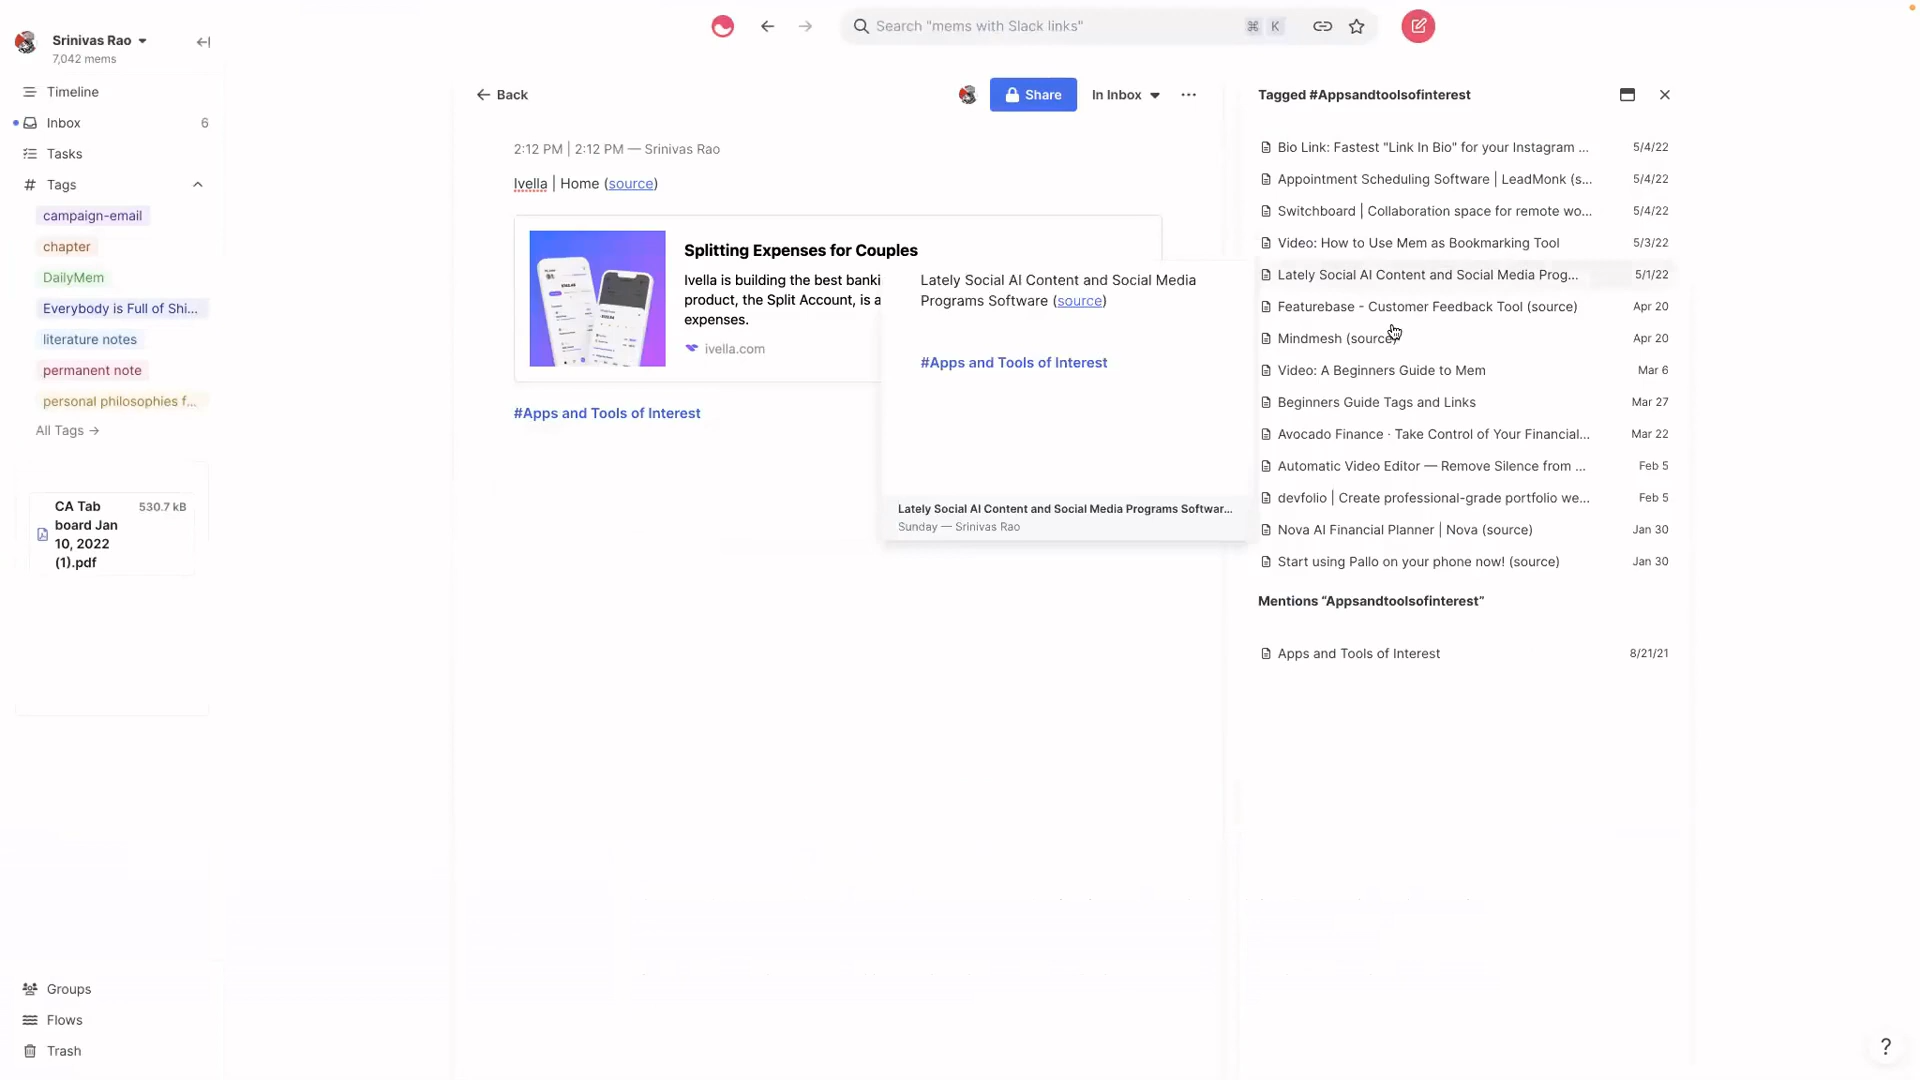 Srinivas Rao
7,042 mems
Timeline
Inbox 6
Tasks
Tags
campaign-email
chapter
DailyMem
Everybody is Full of Shi...
literature notes
permanent note
personal philosophies f...
All Tags →
CA Tab 530.7 kB
board Jan
10, 2022
(1).pdf
Groups
Flows
Trash
Search "mems with Slack links" ⌘ K
← Back
Share
In Inbox
2:12 PM | 2:12 PM — Srinivas Rao
Ivella | Home (source)
Splitting Expenses for Couples
Ivella is building the best banki
product, the Split Account, is a
expenses.
ivella.com
#Apps and Tools of Interest
Lately Social AI Content and Social Media
Programs Software (source)
#Apps and Tools of Interest
Lately Social AI Content and Social Media Programs Softwar...
Sunday — Srinivas Rao
Tagged #Appsandtoolsofinterest
Bio Link: Fastest "Link In Bio" for your Instagram ... 5/4/22
Appointment Scheduling Software | LeadMonk (s... 5/4/22
Switchboard | Collaboration space for remote wo... 5/4/22
Video: How to Use Mem as Bookmarking Tool 5/3/22
Lately Social AI Content and Social Media Prog... 5/1/22
Featurebase - Customer Feedback Tool (source) Apr 20
Mindmesh (source) Apr 20
Video: A Beginners Guide to Mem Mar 6
Beginners Guide Tags and Links Mar 27
Avocado Finance · Take Control of Your Financial... Mar 22
Automatic Video Editor — Remove Silence from ... Feb 5
devfolio | Create professional-grade portfolio we... Feb 5
Nova AI Financial Planner | Nova (source) Jan 30
Start using Pallo on your phone now! (source) Jan 30
Mentions “Appsandtoolsofinterest”
Apps and Tools of Interest 8/21/21
?